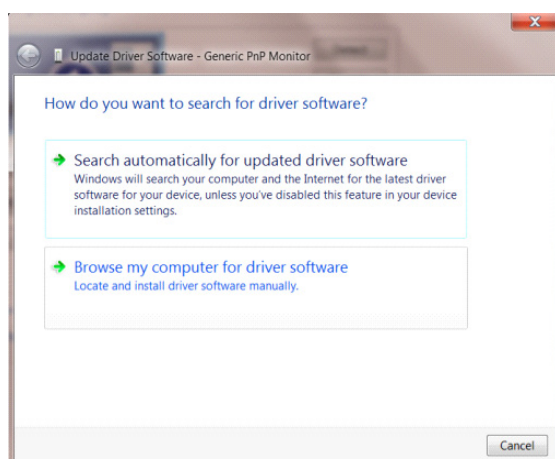 Update Driver Software - Generic PnP Monitor
How do you want to search for driver software?
Search automatically for updated driver software
Windows will search your computer and the Internet for the latest driver
software for your device, unless you've disabled this feature in your device
installation settings.
Browse my computer for driver software
Locate and install driver software manually.
Cancel